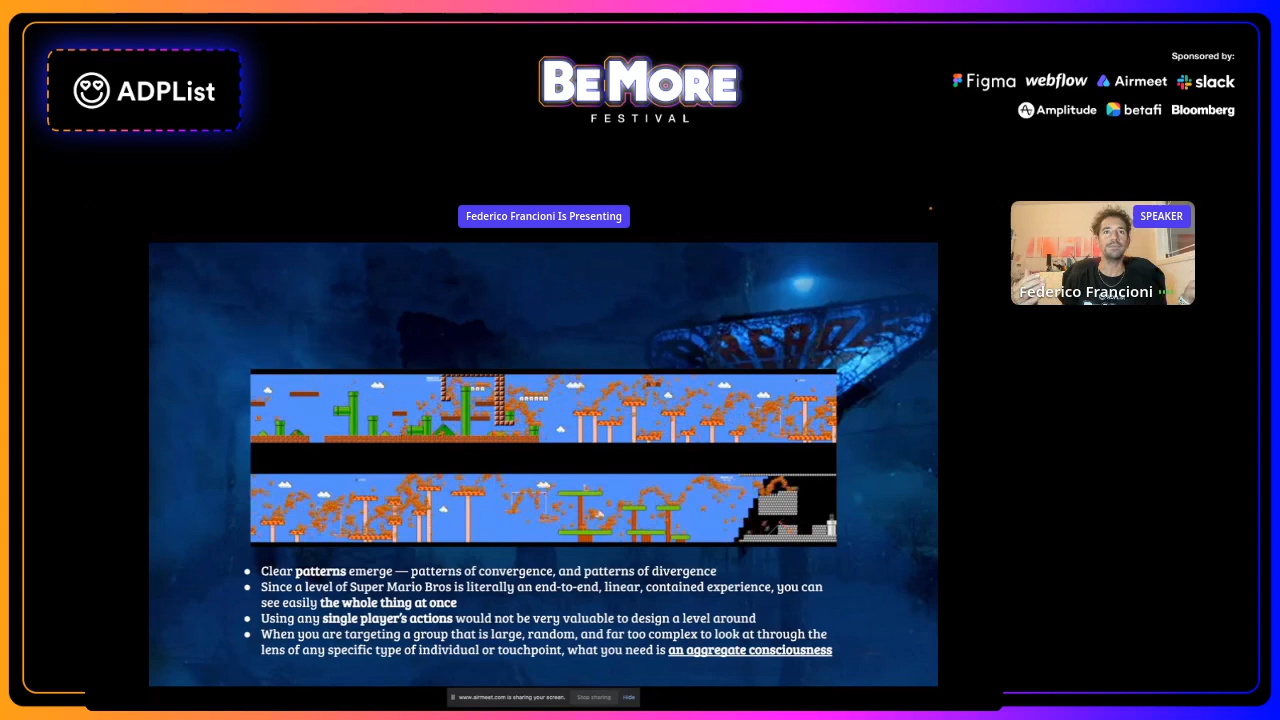 ADPList
BE MORE
FESTIVAL
Sponsored by:
Figma webflow Airmeet slack
Amplitude betafi Bloomberg
Federico Francioni Is Presenting
SPEAKER
Federico Francioni
ARCADE
● Clear patterns emerge — patterns of convergence, and patterns of divergence
● Since a level of Super Mario Bros is literally an end-to-end, linear, contained experience, you can
see easily the whole thing at once
● Using any single player's actions would not be very valuable to design a level around
● When you are targeting a group that is large, random, and far too complex to look at through the
lens of any specific type of individual or touchpoint, what you need is an aggregate consciousness
www.airmeet.com is sharing your screen. Stop sharing Hide